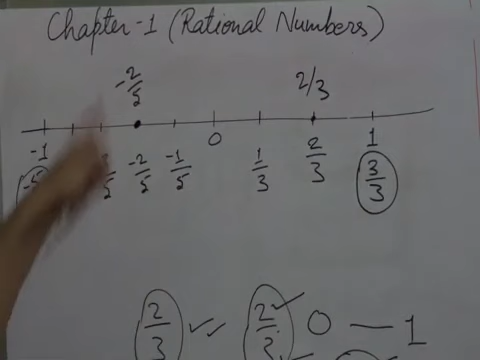 Chapter-1 (Rational Numbers)
-2/5 2/3
-1 0 1
-2/5 -1/5 1/3 2/3 3/3
2/3 ✓✓ 2/3 ✓ 0 — 1